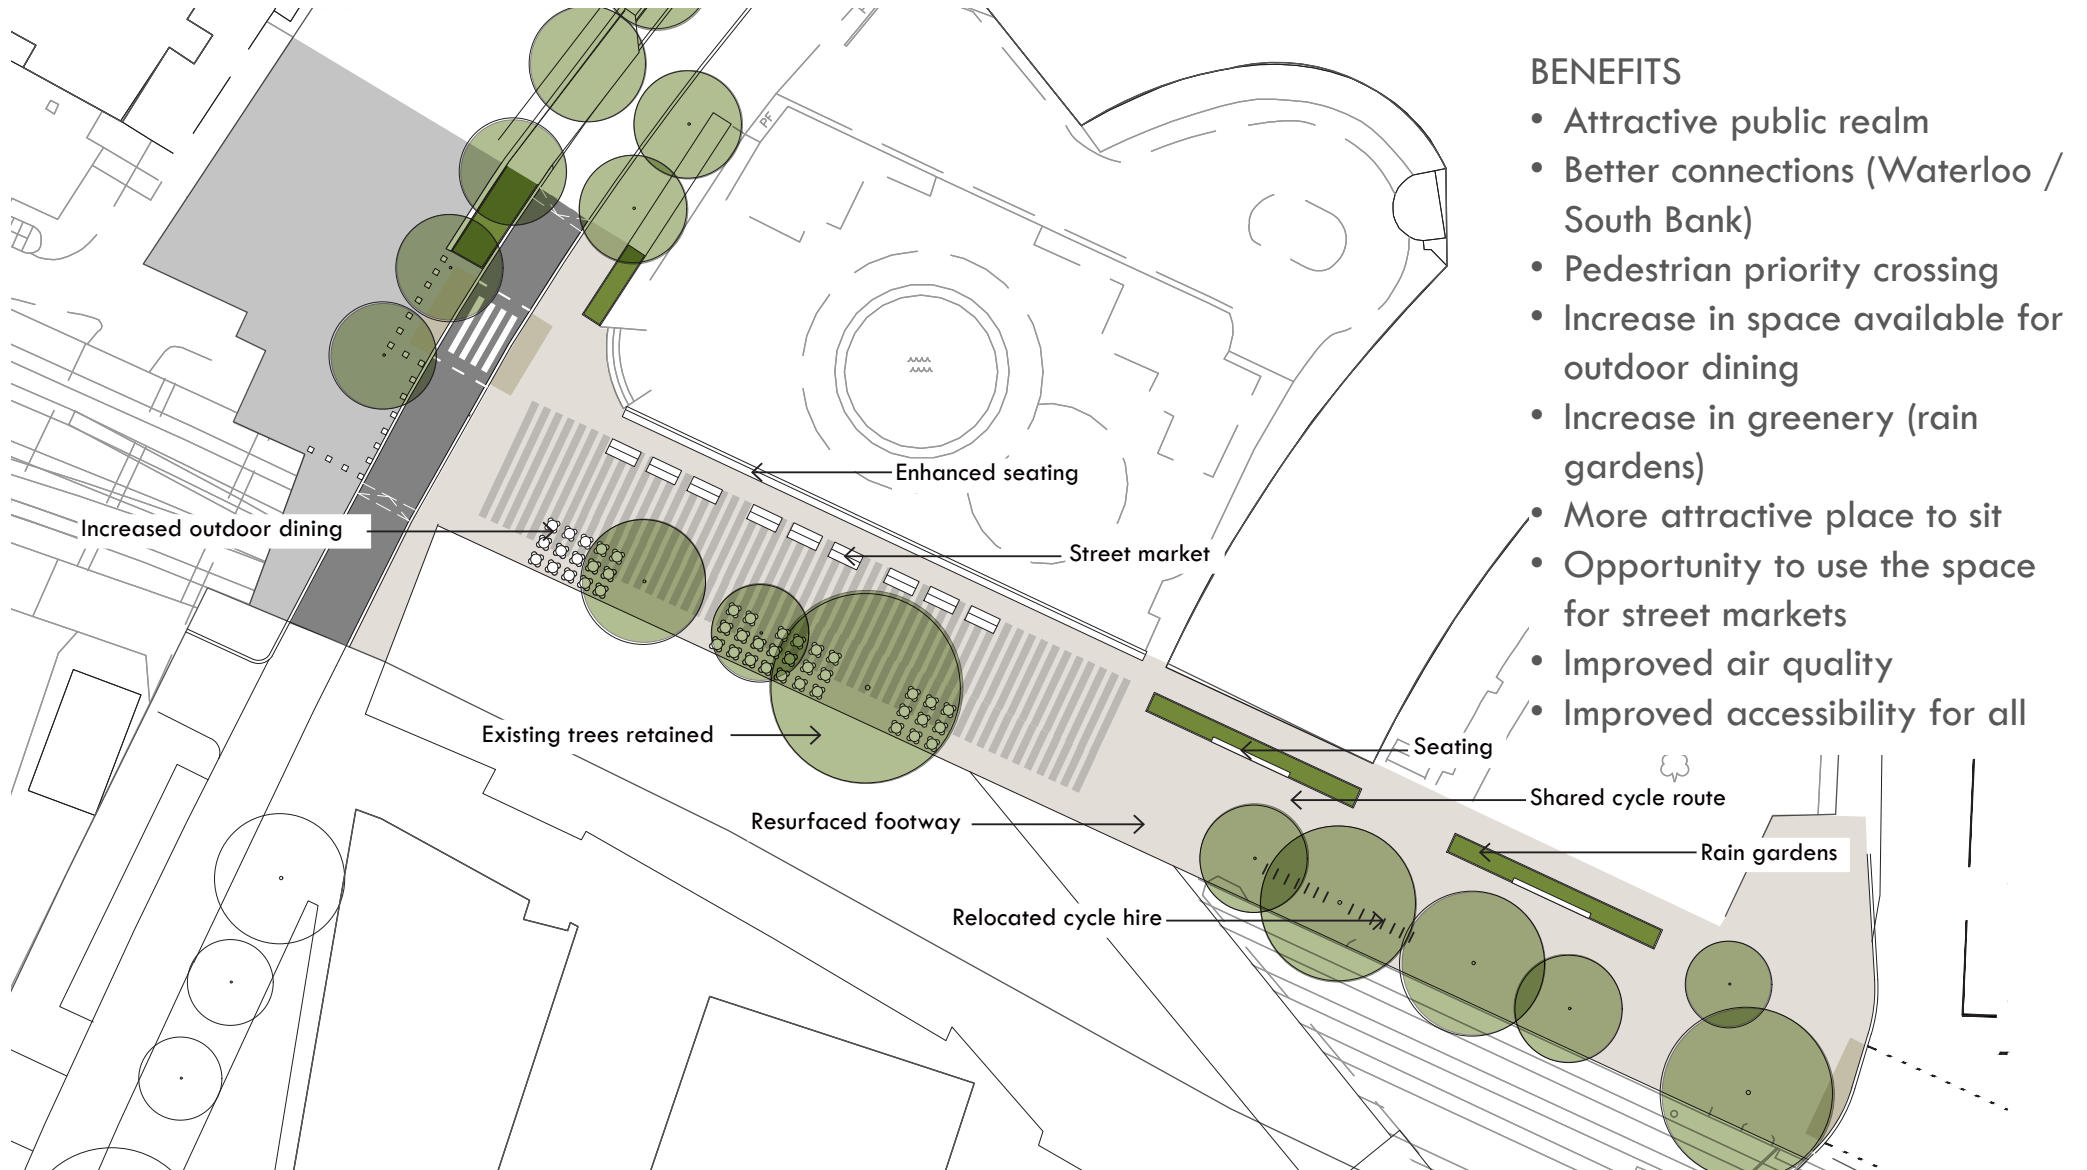 BENEFITS
• Attractive public realm
• Better connections (Waterloo /
South Bank)
• Pedestrian priority crossing
• Increase in space available for
outdoor dining
• Increase in greenery (rain
gardens)
• More attractive place to sit
• Opportunity to use the space
for street markets
• Improved air quality
• Improved accessibility for all
PF
Enhanced seating
Increased outdoor dining
Street market
Existing trees retained
Seating
Shared cycle route
Resurfaced footway
Rain gardens
Relocated cycle hire